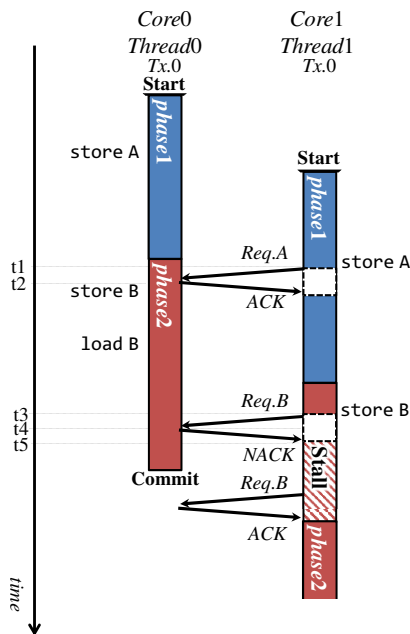 Core0 Core1
Thread0 Thread1
Tx.0 Tx.0
Start
phase1
store A
Start
phase1
t1
Req.A
store A
t2
store B
phase2
ACK
load B
t3
Req.B
store B
t4
t5
NACK
Stall
Commit
Req.B
ACK
phase2
time